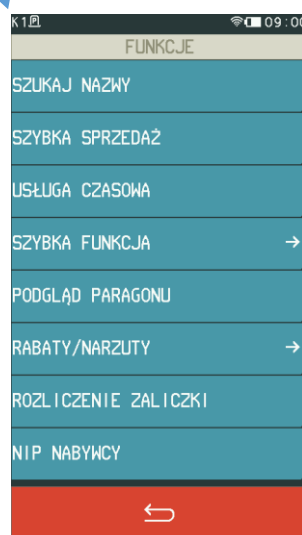 K1 P 09:00
FUNKCJE
SZUKAJ NAZWY
SZYBKA SPRZEDAŻ
USŁUGA CZASOWA
SZYBKA FUNKCJA →
PODGLĄD PARAGONU
RABATY/NARZUTY →
ROZLICZENIE ZALICZKI
NIP NABYWCY